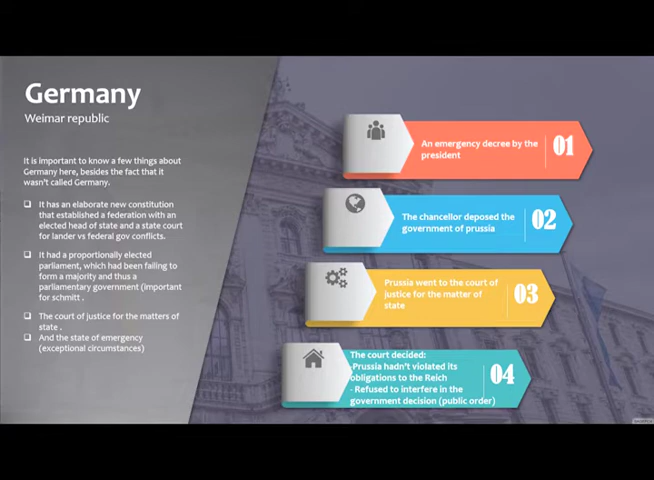 Germany
Weimar republic
It is important to know a few things about
Germany here, besides the fact that it
wasn't called Germany.
It has an elaborate new constitution
that established a federation with an
elected head of state and a state court
for lander vs federal gov conflicts.
It had a proportionally elected
parliament, which had been failing to
form a majority and thus a
parliamentary government (important
for schmitt .
The court of justice for the matters of
state .
And the state of emergency
(exceptional circumstances)
An emergency decree by the
president
01
The chancellor deposed the
government of prussia
02
Prussia went to the court of
justice for the matter of
state
03
The court decided:
-Prussia hadn't violated its
obligations to the Reich
- Refused to interfere in the
government decision (public order)
04